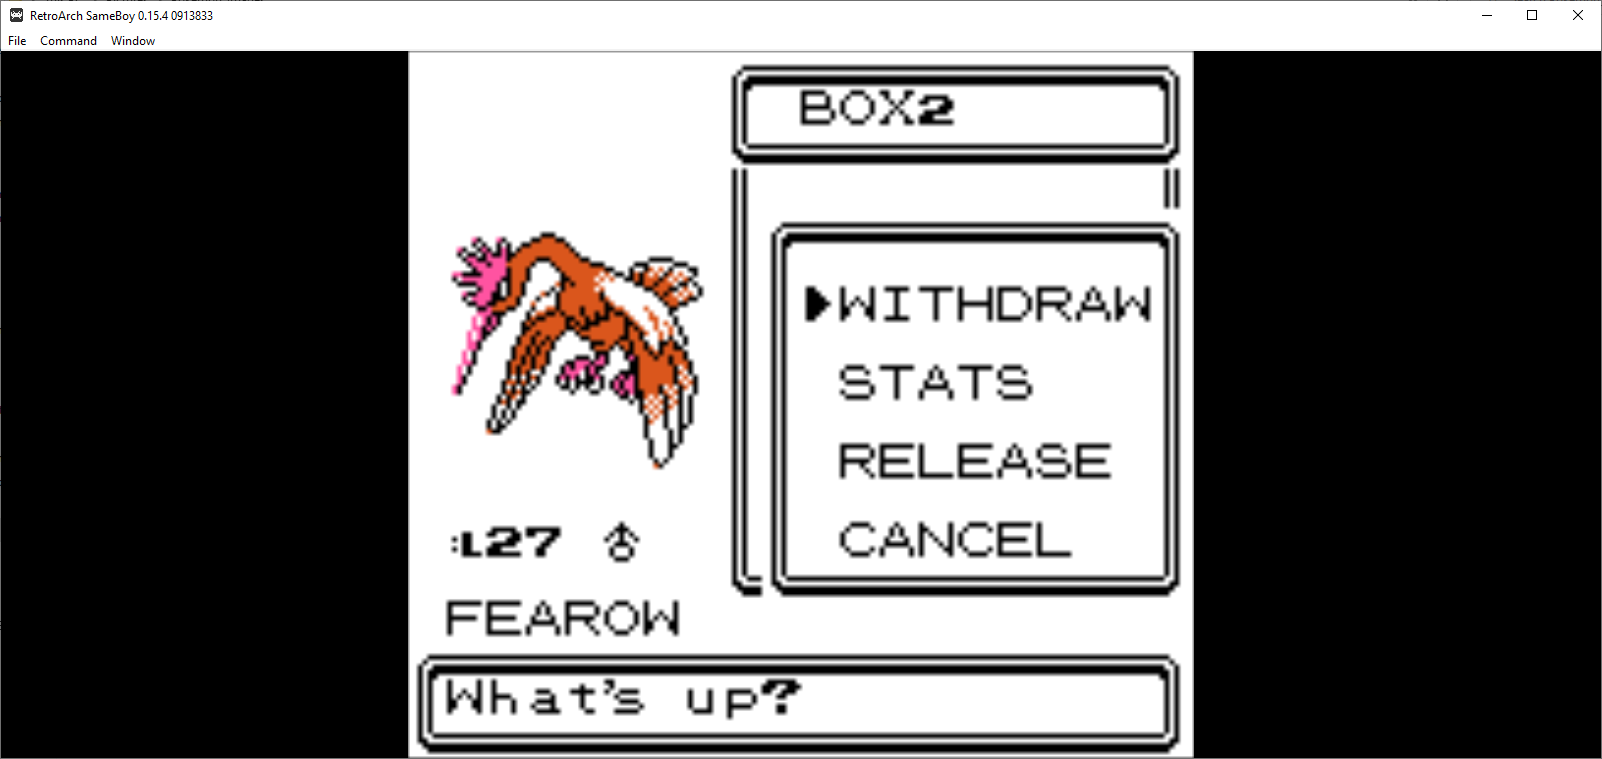 RetroArch SameBoy 0.15.4 0913833
File Command Window
BOX2
WITHDRAW
STATS
RELEASE
CANCEL
:L27 ♂
FEAROW
What's up?